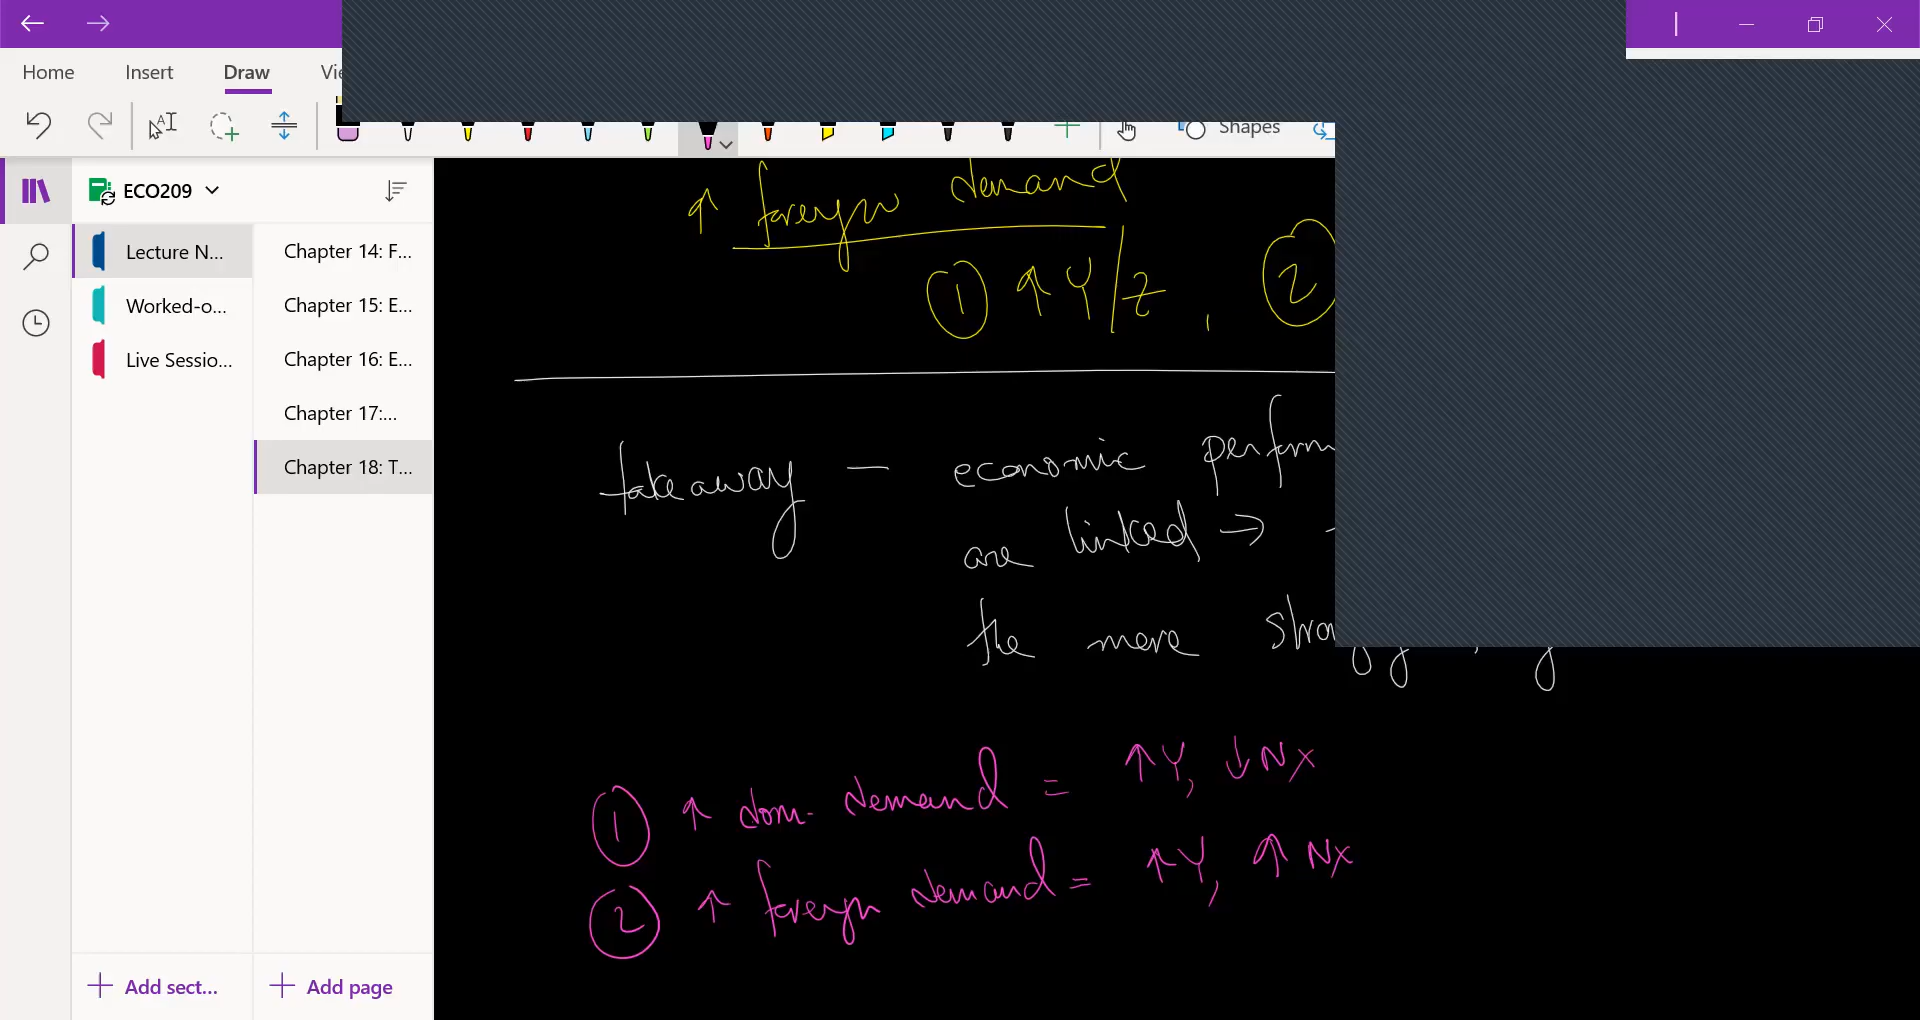 Home Insert Draw
Shapes
ECO209
Lecture N...
Worked-o...
Live Sessio...
Chapter 14: F...
Chapter 15: E...
Chapter 16: E...
Chapter 17:...
Chapter 18: T...
Add sect...
Add page
↑ foreign demand
① ↑ Y/Z , ②
takeaway — economic perform
are linked →
the more
① ↑ dom. demand = ↑Y, ↓NX
② ↑ foreign demand = ↑Y, ↑ NX